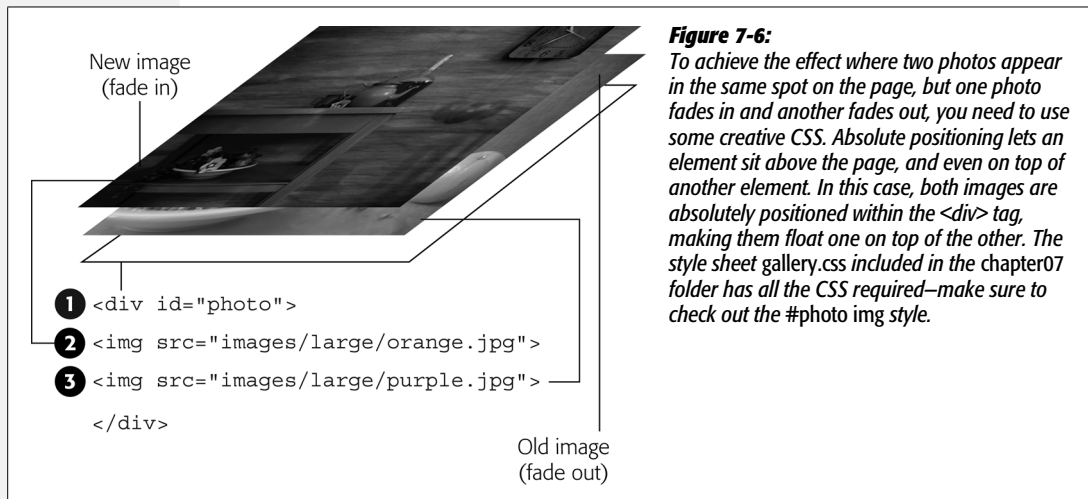 New image
(fade in)
1 <div id="photo">
2 <img src="images/large/orange.jpg">
3 <img src="images/large/purple.jpg">
</div>
Old image
(fade out)
Figure 7-6:
To achieve the effect where two photos appear
in the same spot on the page, but one photo
fades in and another fades out, you need to use
some creative CSS. Absolute positioning lets an
element sit above the page, and even on top of
another element. In this case, both images are
absolutely positioned within the <div> tag,
making them float one on top of the other. The
style sheet gallery.css included in the chapter07
folder has all the CSS required—make sure to
check out the #photo img style.